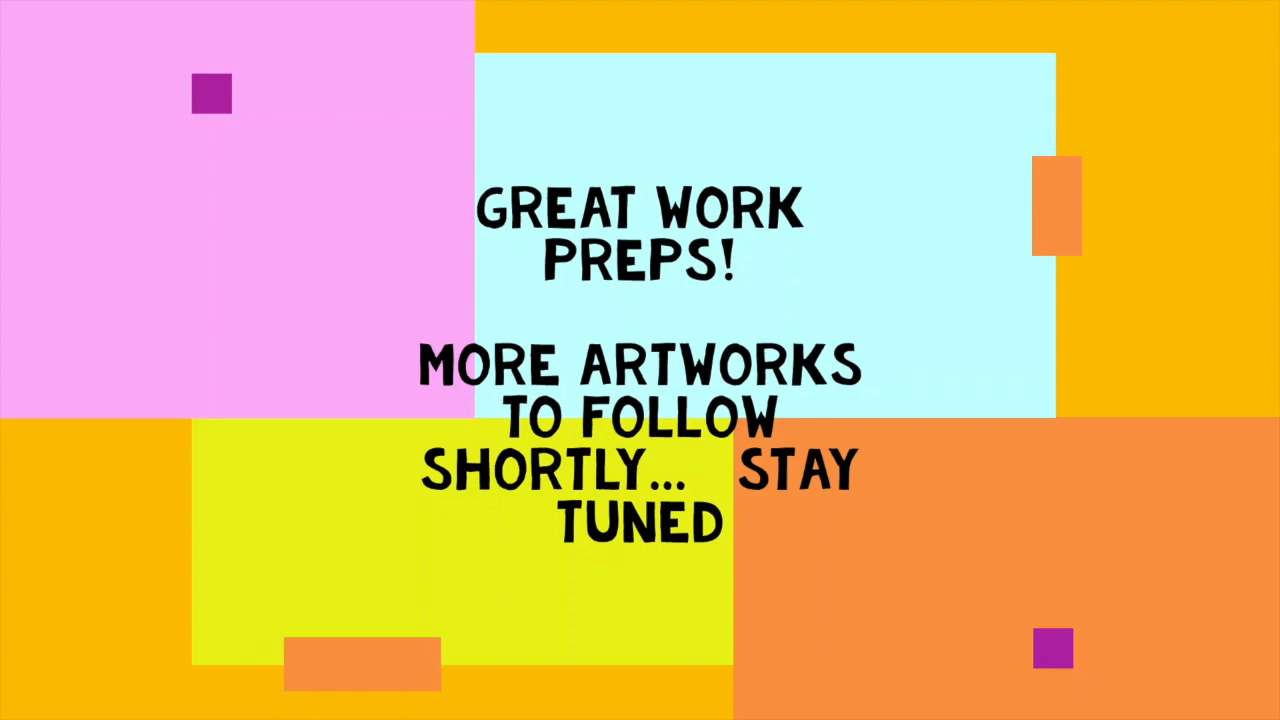 GREAT WORK
PREPS!
MORE ARTWORKS
TO FOLLOW
SHORTLY... STAY
TUNED